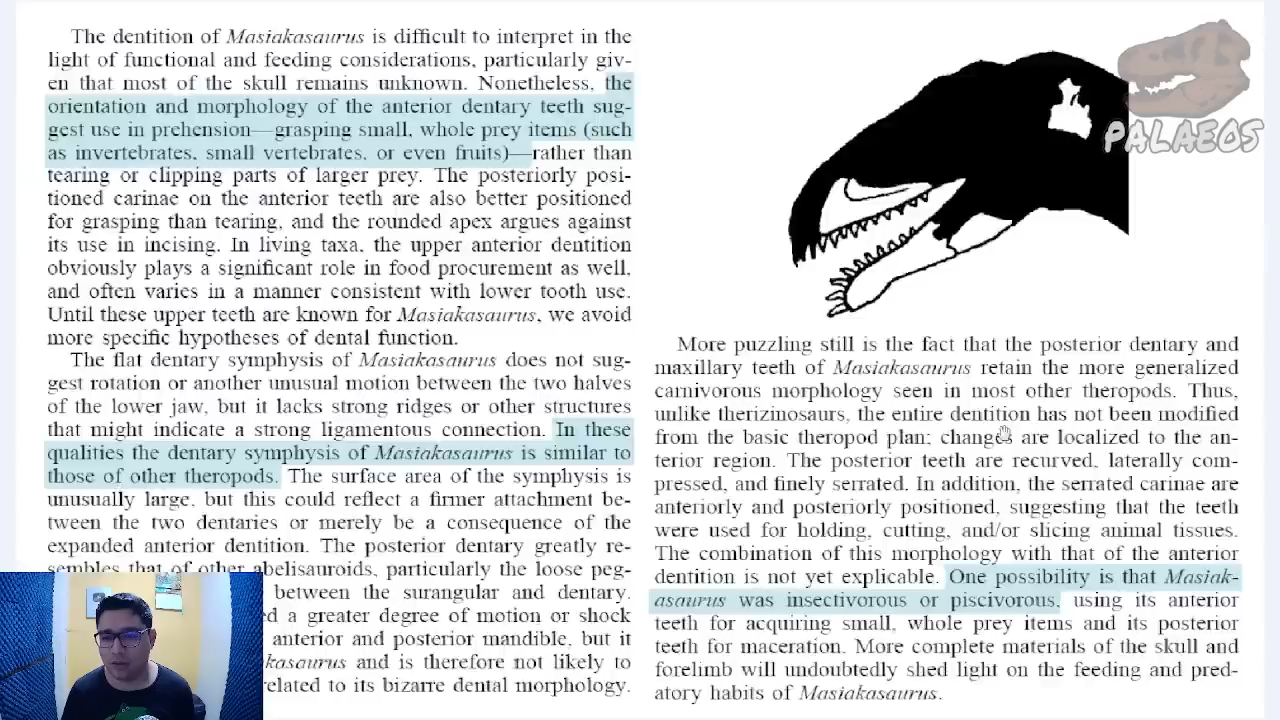 The dentition of Masiakasaurus is difficult to interpret in the
light of functional and feeding considerations, particularly giv-
en that most of the skull remains unknown. Nonetheless, the
orientation and morphology of the anterior dentary teeth sug-
gest use in prehension—grasping small, whole prey items (such
as invertebrates, small vertebrates, or even fruits)—rather than
tearing or clipping parts of larger prey. The posteriorly posi-
tioned carinae on the anterior teeth are also better positioned
for grasping than tearing, and the rounded apex argues against
its use in incising. In living taxa, the upper anterior dentition
obviously plays a significant role in food procurement as well,
and often varies in a manner consistent with lower tooth use.
Until these upper teeth are known for Masiakasaurus, we avoid
more specific hypotheses of dental function.
The flat dentary symphysis of Masiakasaurus does not sug-
gest rotation or another unusual motion between the two halves
of the lower jaw, but it lacks strong ridges or other structures
that might indicate a strong ligamentous connection. In these
qualities the dentary symphysis of Masiakasaurus is similar to
those of other theropods. The surface area of the symphysis is
unusually large, but this could reflect a firmer attachment be-
tween the two dentaries or merely be a consequence of the
expanded anterior dentition. The posterior dentary greatly re-
sembles that of other abelisauroids, particularly the loose peg-
between the surangular and dentary.
a greater degree of motion or shock
anterior and posterior mandible, but it
kasaurus and is therefore not likely to
related to its bizarre dental morphology.
PALAEOS
More puzzling still is the fact that the posterior dentary and
maxillary teeth of Masiakasaurus retain the more generalized
carnivorous morphology seen in most other theropods. Thus,
unlike therizinosaurs, the entire dentition has not been modified
from the basic theropod plan; changes are localized to the an-
terior region. The posterior teeth are recurved, laterally com-
pressed, and finely serrated. In addition, the serrated carinae are
anteriorly and posteriorly positioned, suggesting that the teeth
were used for holding, cutting, and/or slicing animal tissues.
The combination of this morphology with that of the anterior
dentition is not yet explicable. One possibility is that Masiak-
asaurus was insectivorous or piscivorous, using its anterior
teeth for acquiring small, whole prey items and its posterior
teeth for maceration. More complete materials of the skull and
forelimb will undoubtedly shed light on the feeding and pred-
atory habits of Masiakasaurus.